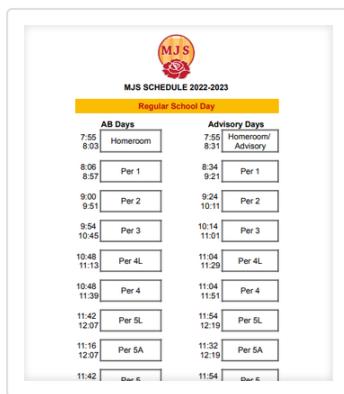 MJS
MJS SCHEDULE 2022-2023
Regular School Day
AB Days Advisory Days
7:55 Homeroom 7:55 Homeroom/
8:03 8:31 Advisory
8:06 Per 1 8:34 Per 1
8:57 9:21
9:00 Per 2 9:24 Per 2
9:51 10:11
9:54 Per 3 10:14 Per 3
10:45 11:01
10:48 Per 4L 11:04 Per 4L
11:13 11:29
10:48 Per 4 11:04 Per 4
11:39 11:51
11:42 Per 5L 11:54 Per 5L
12:07 12:19
11:16 Per 5A 11:32 Per 5A
12:07 12:19
11:42 Per 5 11:54 Per 5